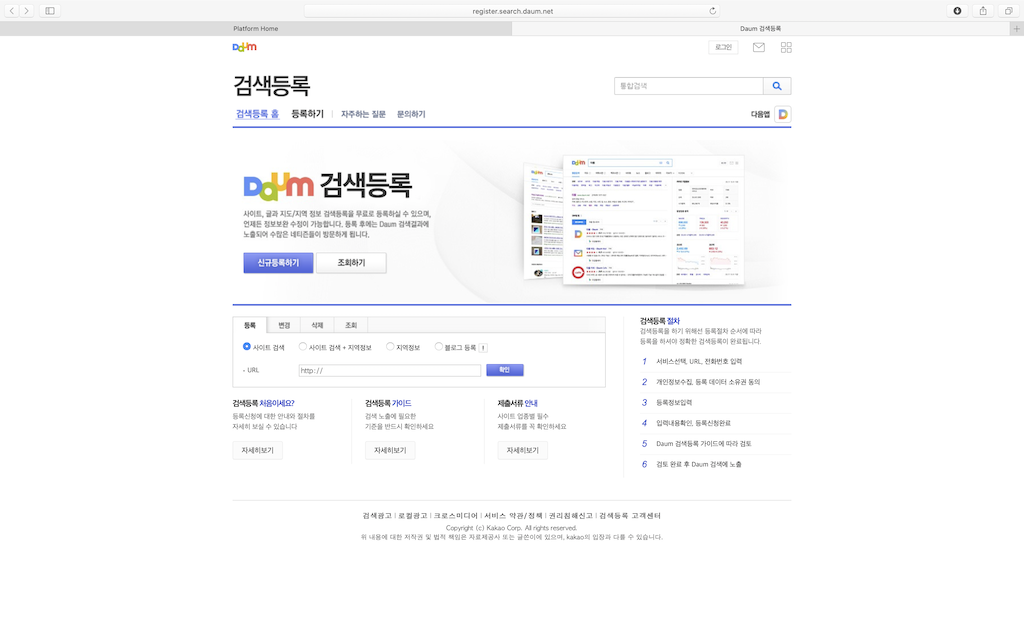 register.search.daum.net
Platform Home
Daum 검색등록
Daum
로그인
검색등록
통합검색
검색등록 홈
등록하기
자주하는 질문
문의하기
다음앱
Daum 검색등록
사이트, 글과 지도/지역 정보 검색등록을 무료로 등록하실 수 있으며,
언제든 정보보완 수정이 가능합니다. 등록 후에는 Daum 검색결과에
노출되어 수많은 네티즌들이 방문하게 됩니다.
신규등록하기
조회하기
등록
변경
삭제
조회
사이트 검색
사이트 검색 + 지역정보
지역정보
블로그 등록
- URL
http://
확인
검색등록 처음이세요?
등록신청에 대한 안내와 절차를
자세히 보실 수 있습니다
자세히보기
검색등록 가이드
검색 노출에 필요한
기준을 반드시 확인하세요
자세히보기
제출서류 안내
사이트 업종별 필수
제출서류를 꼭 확인하세요
자세히보기
검색등록 절차
검색등록을 하기 위해선 등록절차 순서에 따라
등록을 하셔야 정확한 검색등록이 완료됩니다.
1 서비스선택, URL, 전화번호 입력
2 개인정보수집, 등록 데이터 소유권 동의
3 등록정보입력
4 입력내용확인, 등록신청완료
5 Daum 검색등록 가이드에 따라 검토
6 검토 완료 후 Daum 검색에 노출
검색광고 | 로컬광고 | 크로스미디어 | 서비스 약관/정책 | 권리침해신고 | 검색등록 고객센터
Copyright (c) Kakao Corp. All rights reserved.
위 내용에 대한 저작권 및 법적 책임은 자료제공사 또는 글쓴이에 있으며, kakao의 입장과 다를 수 있습니다.